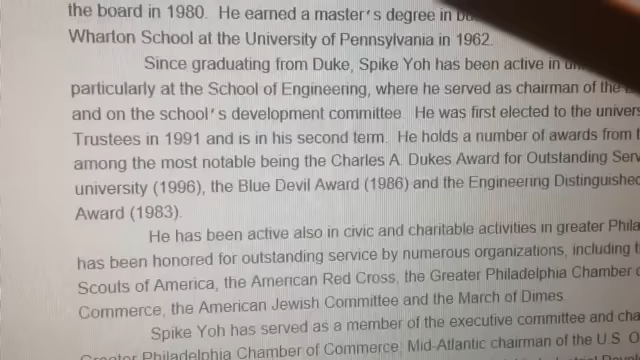 the board in 1980. He earned a master's degree in
Wharton School at the University of Pennsylvania in 1962.
Since graduating from Duke, Spike Yoh has been active in
particularly at the School of Engineering, where he served as chairman of the
and on the school's development committee. He was first elected to the univers
Trustees in 1991 and is in his second term. He holds a number of awards from
among the most notable being the Charles A. Dukes Award for Outstanding Serv
university (1996), the Blue Devil Award (1986) and the Engineering Distinguished
Award (1983).
He has been active also in civic and charitable activities in greater Phila
has been honored for outstanding service by numerous organizations, including
Scouts of America, the American Red Cross, the Greater Philadelphia Chamber
Commerce, the American Jewish Committee and the March of Dimes.
Spike Yoh has served as a member of the executive committee and cha
Greater Philadelphia Chamber of Commerce; Mid-Atlantic chairman of the U.S.